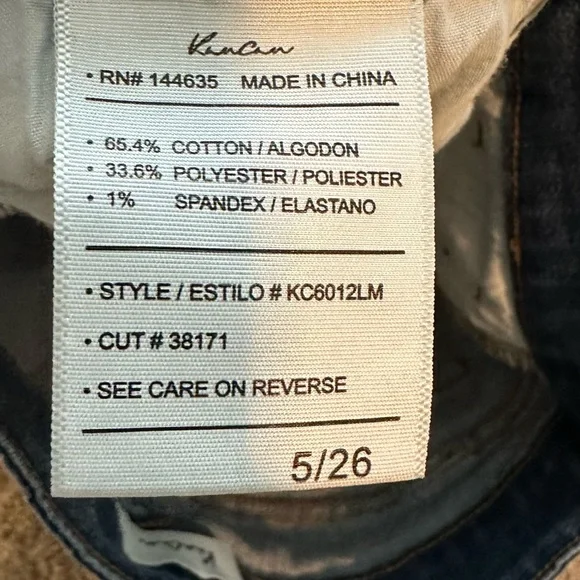 KanCan
• RN# 144635 MADE IN CHINA
• 65.4% COTTON / ALGODON
• 33.6% POLYESTER / POLIESTER
• 1% SPANDEX / ELASTANO
• STYLE / ESTILO # KC6012LM
• CUT # 38171
• SEE CARE ON REVERSE
5/26